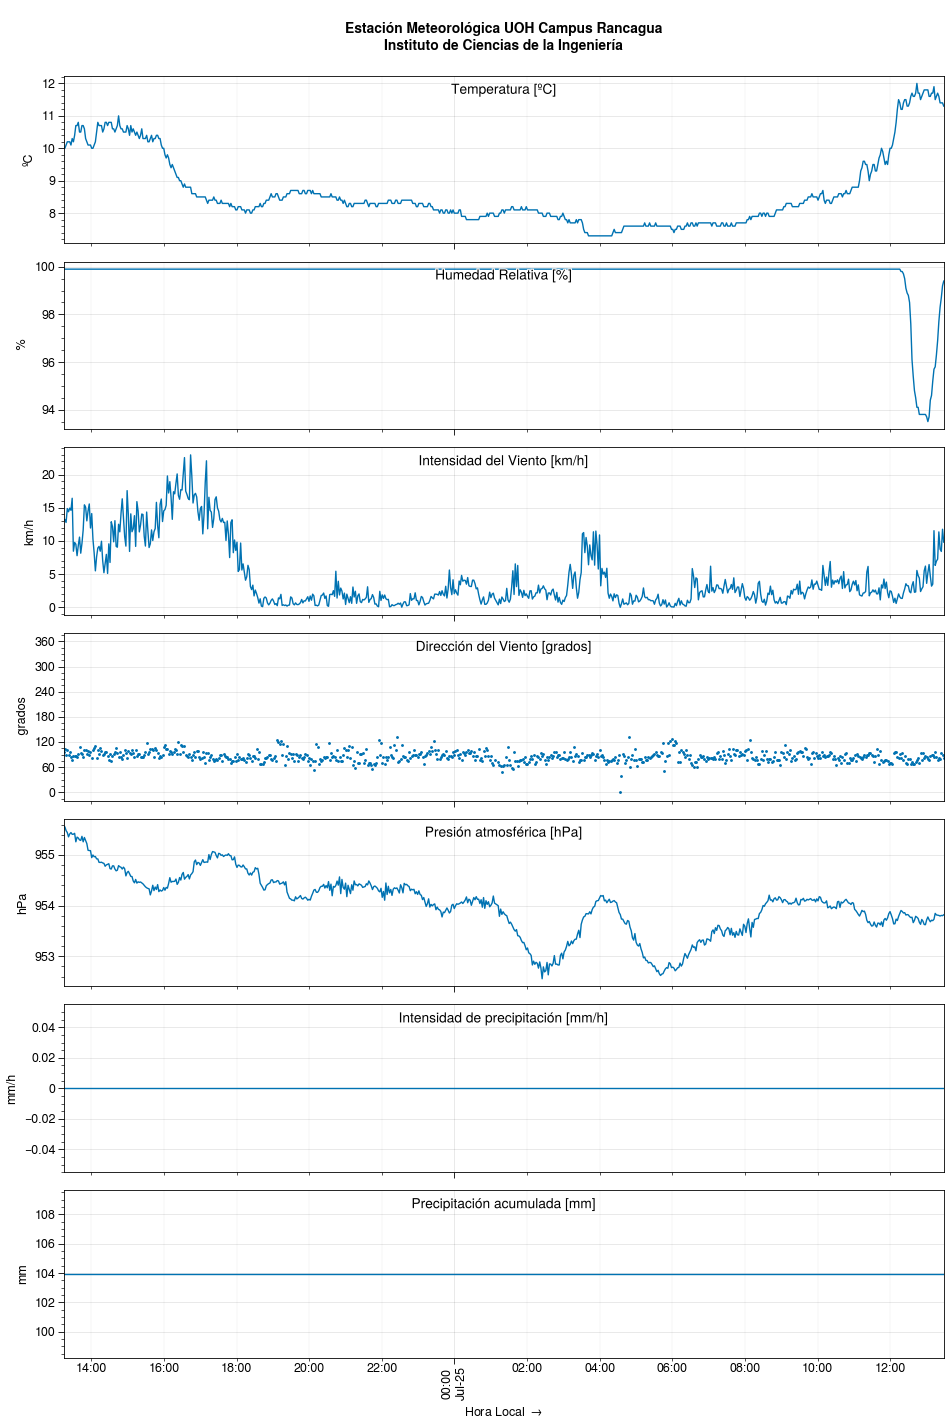 Estación Meteorológica UOH Campus Rancagua
Instituto de Ciencias de la Ingeniería
Temperatura [ºC]
ºC
12
11
10
9
8
Humedad Relativa [%]
%
100
98
96
94
Intensidad del Viento [km/h]
km/h
20
15
10
5
0
Dirección del Viento [grados]
grados
360
300
240
180
120
60
0
Presión atmosférica [hPa]
hPa
955
954
953
Intensidad de precipitación [mm/h]
mm/h
0.04
0.02
0
−0.02
−0.04
Precipitación acumulada [mm]
mm
108
106
104
102
100
14:00 16:00 18:00 20:00 22:00 00:00 02:00 04:00 06:00 08:00 10:00 12:00
Jul-25
Hora Local →